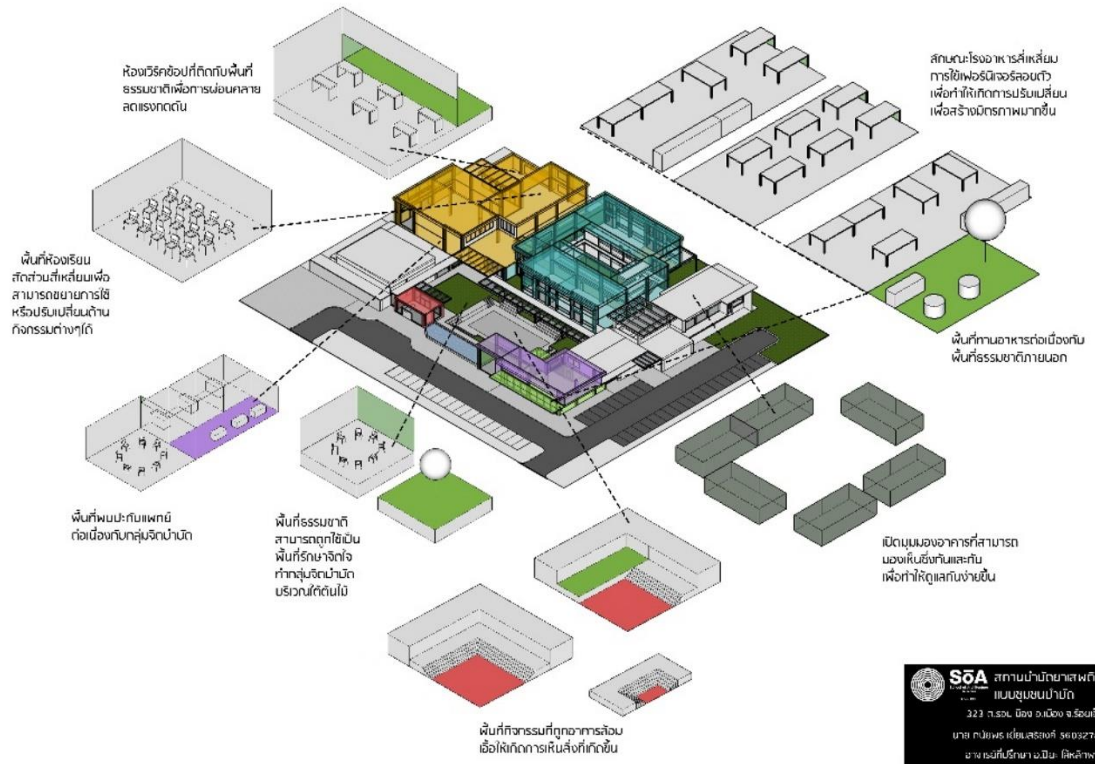 ห้องเวิร์คช้อปที่ติดกับพื้นที่
ธรรมชาติเพื่อการผ่อนคลาย
ลดแรงกดดัน
ลักษณะโรงอาหารสี่เหลี่ยม
การใช้เฟอร์นิเจอร์ลอยตัว
เพื่อทำให้เกิดการปรับเปลี่ยน
เพื่อสร้างมิตรภาพมากขึ้น
พื้นที่ห้องเรียน
สัดส่วนสี่เหลี่ยมเพื่อ
สามารถขยายการใช้
หรือปรับเปลี่ยนด้าน
กิจกรรมต่างๆได้
พื้นที่ทานอาหารต่อเนื่องกับ
พื้นที่ธรรมชาติภายนอก
พื้นที่พบปะกับแพทย์
ต่อเนื่องกับกลุ่มจิตบำบัด
พื้นที่ธรรมชาติ
สามารถถูกใช้เป็น
พื้นที่รักษาจิตใจ
ทำกลุ่มจิตบำบัด
บริเวณใต้ต้นไม้
เปิดมุมมองอาคารที่สามารถ
มองเห็นซึ่งกันและกัน
เพื่อทำให้ดูแลกันง่ายขึ้น
พื้นที่กิจกรรมที่ถูกอาคารล้อม
เอื้อให้เกิดการเห็นสิ่งที่เกิดขึ้น
SōA
แบบชุมชนบำบัด
323
อาจารย์ที่ปรึกษา